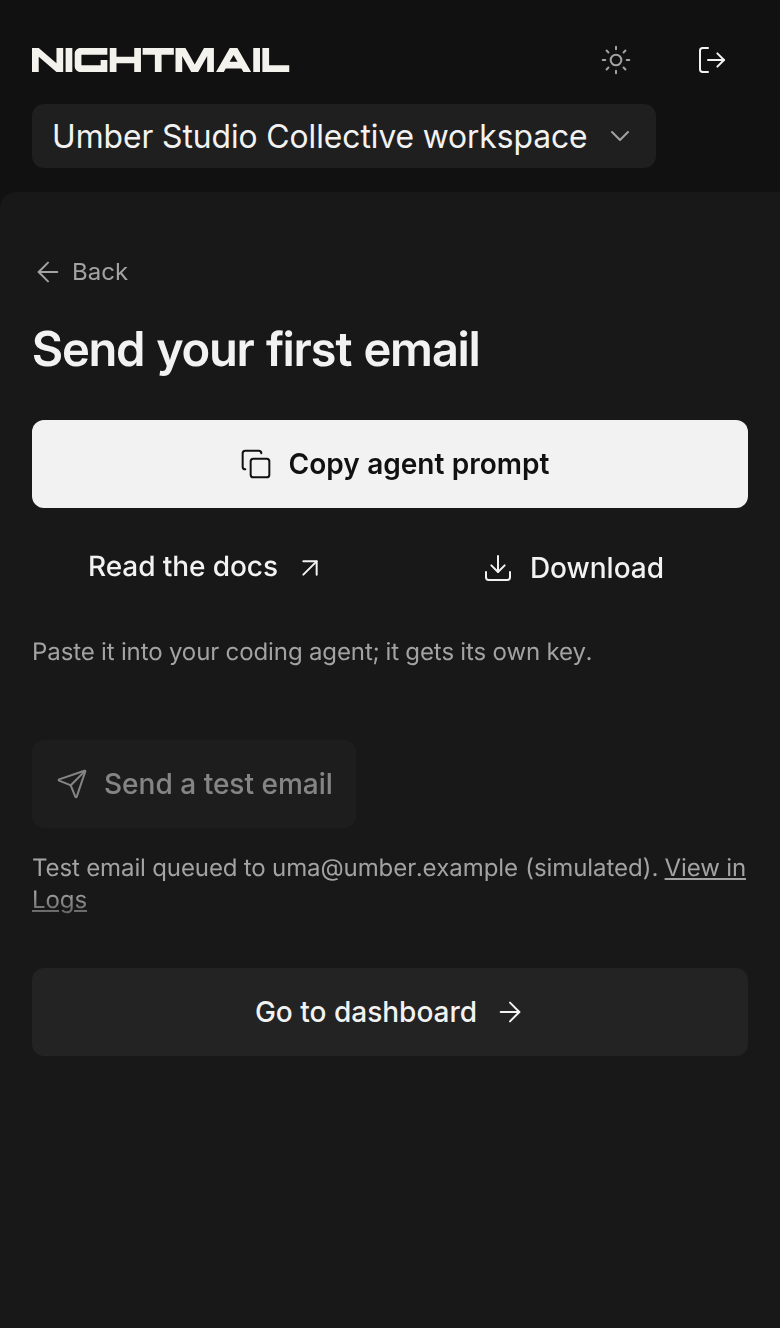 NIGHTMAIL
Umber Studio Collective workspace
Back
Send your first email
Copy agent prompt
Read the docs
Download
Paste it into your coding agent; it gets its own key.
Send a test email
Test email queued to uma@umber.example (simulated). View in
Logs
Go to dashboard